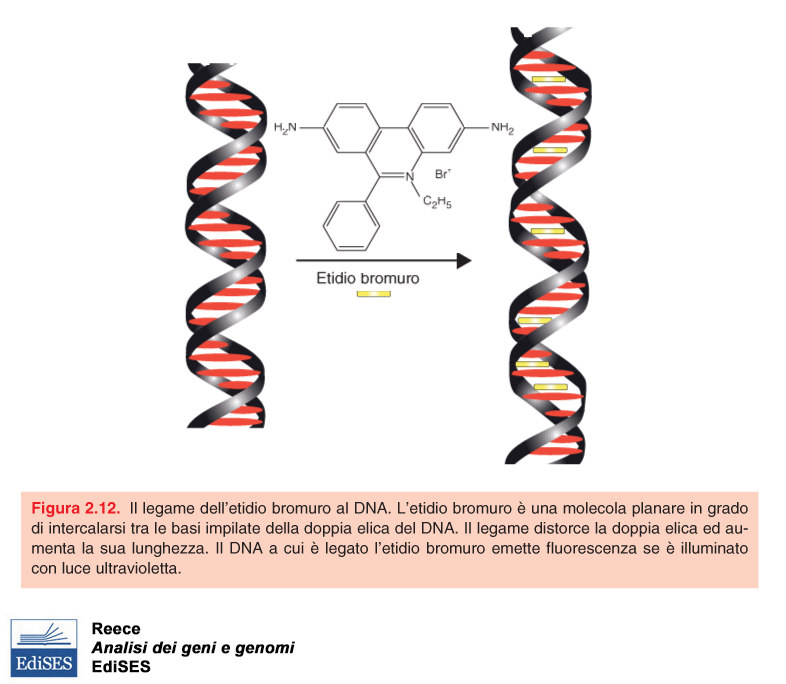 H₂N
NH₂
N
Br⁻
C₂H₅
Etidio bromuro
Figura 2.12. Il legame dell'etidio bromuro al DNA. L'etidio bromuro è una molecola planare in grado
di intercalarsi tra le basi impilate della doppia elica del DNA. Il legame distorce la doppia elica ed au-
menta la sua lunghezza. Il DNA a cui è legato l'etidio bromuro emette fluorescenza se è illuminato
con luce ultravioletta.
EdiSES
Reece
Analisi dei geni e genomi
EdiSES